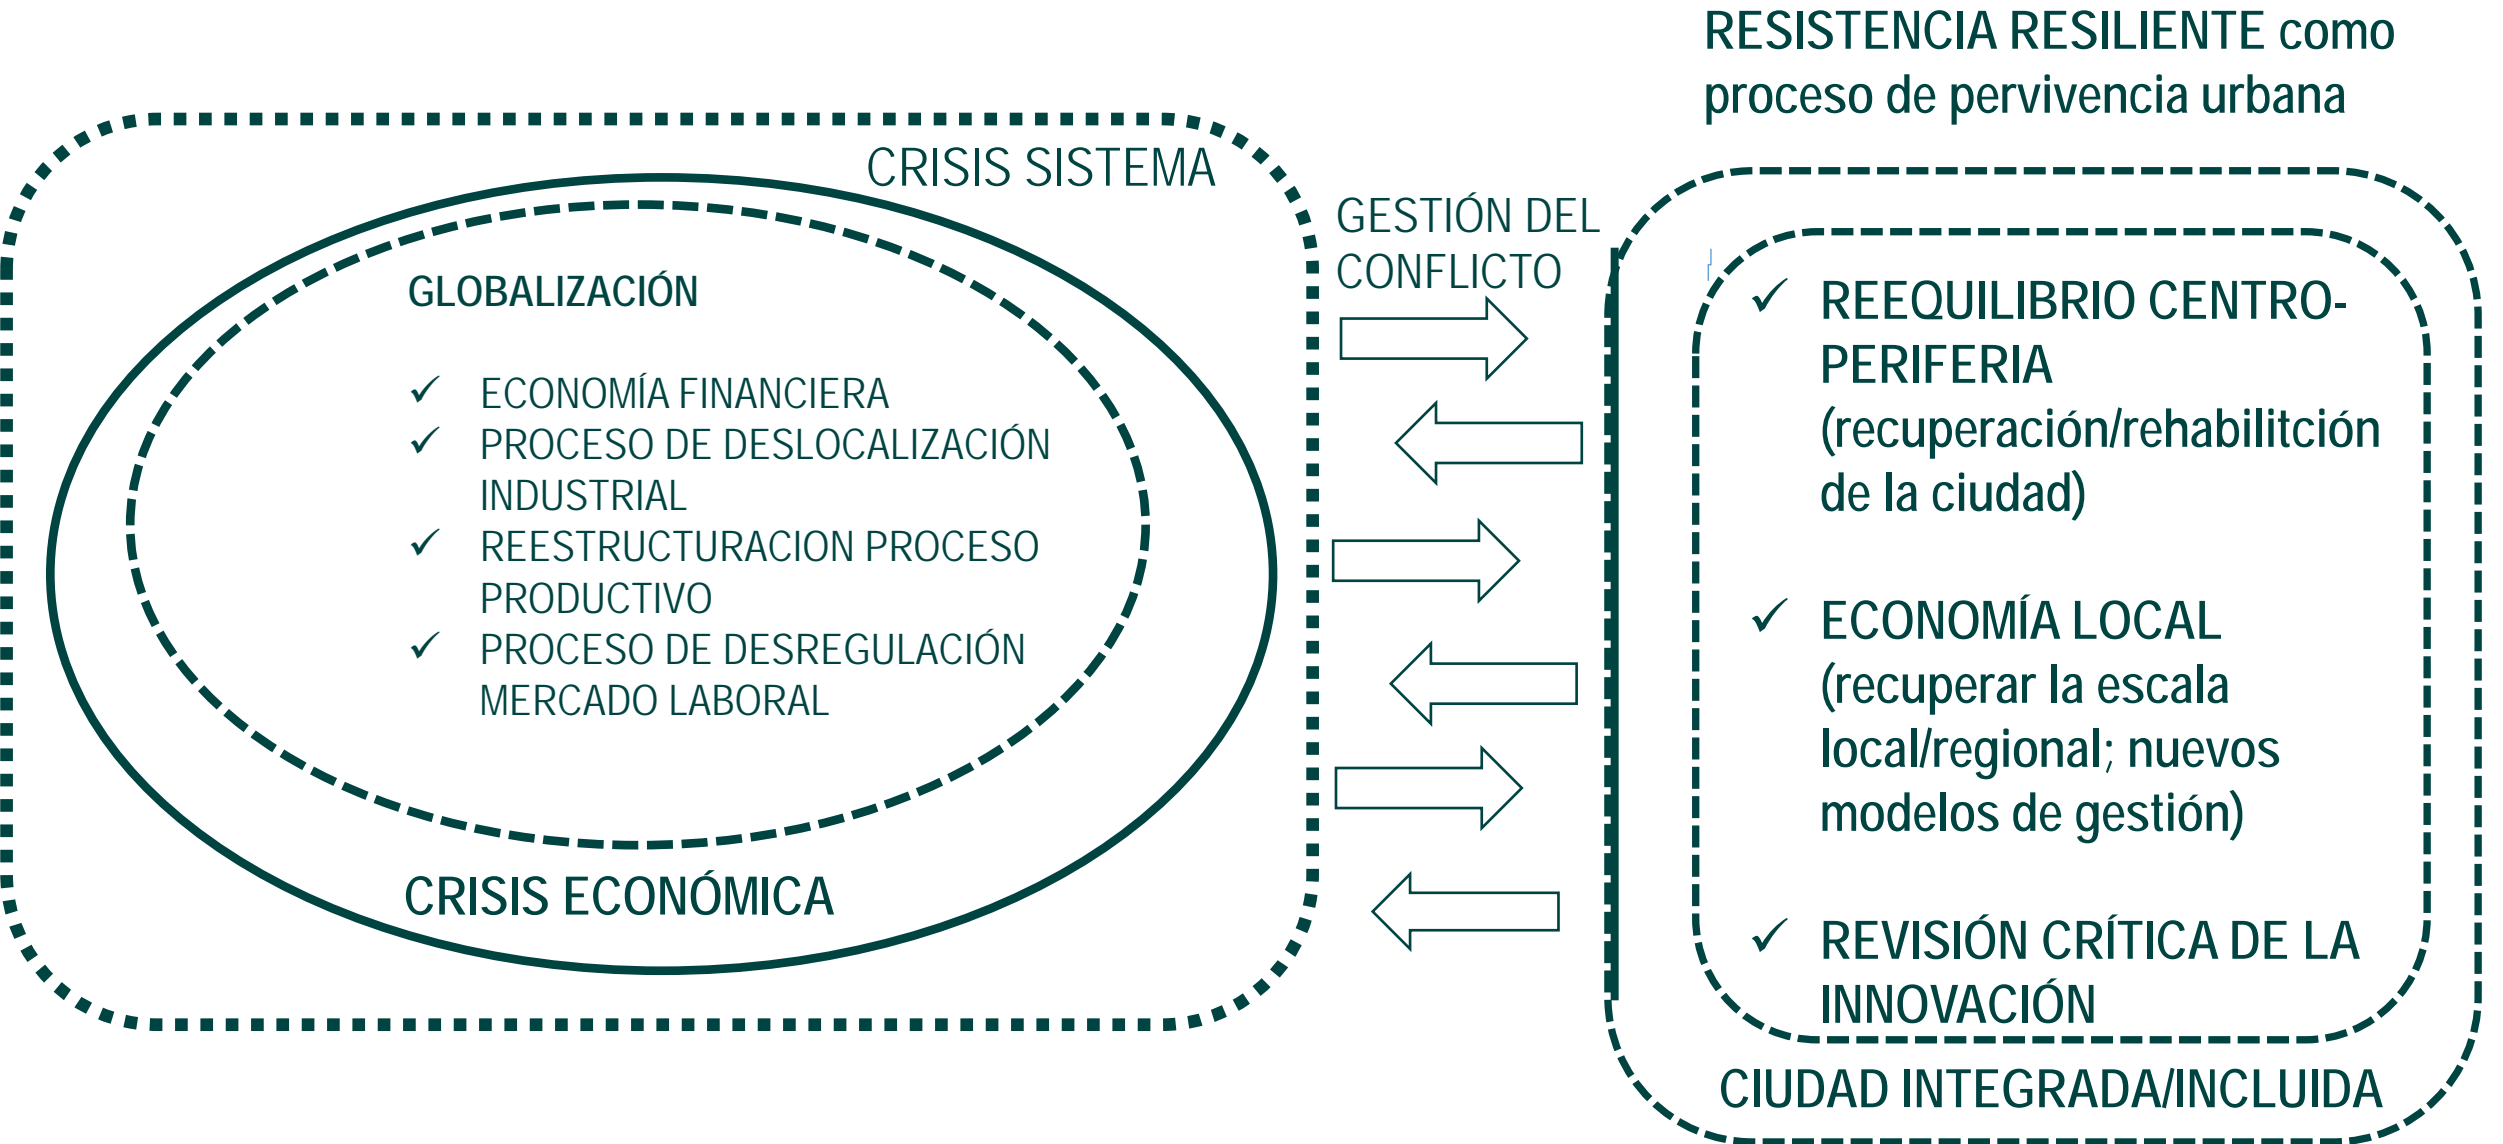 RESISTENCIA RESILIENTE como
proceso de pervivencia urbana
CRISIS SISTEMA
GLOBALIZACIÓN
ECONOMÍA FINANCIERA
PROCESO DE DESLOCALIZACIÓN
INDUSTRIAL
REESTRUCTURACION PROCESO
PRODUCTIVO
PROCESO DE DESREGULACIÓN
MERCADO LABORAL
CRISIS ECONÓMICA
GESTIÓN DEL
CONFLICTO
REEQUILIBRIO CENTRO-
PERIFERIA
(recuperación/rehabilitción
de la ciudad)
ECONOMÍA LOCAL
(recuperar la escala
local/regional; nuevos
modelos de gestión)
REVISIÓN CRÍTICA DE LA
INNOVACIÓN
CIUDAD INTEGRADA/INCLUIDA